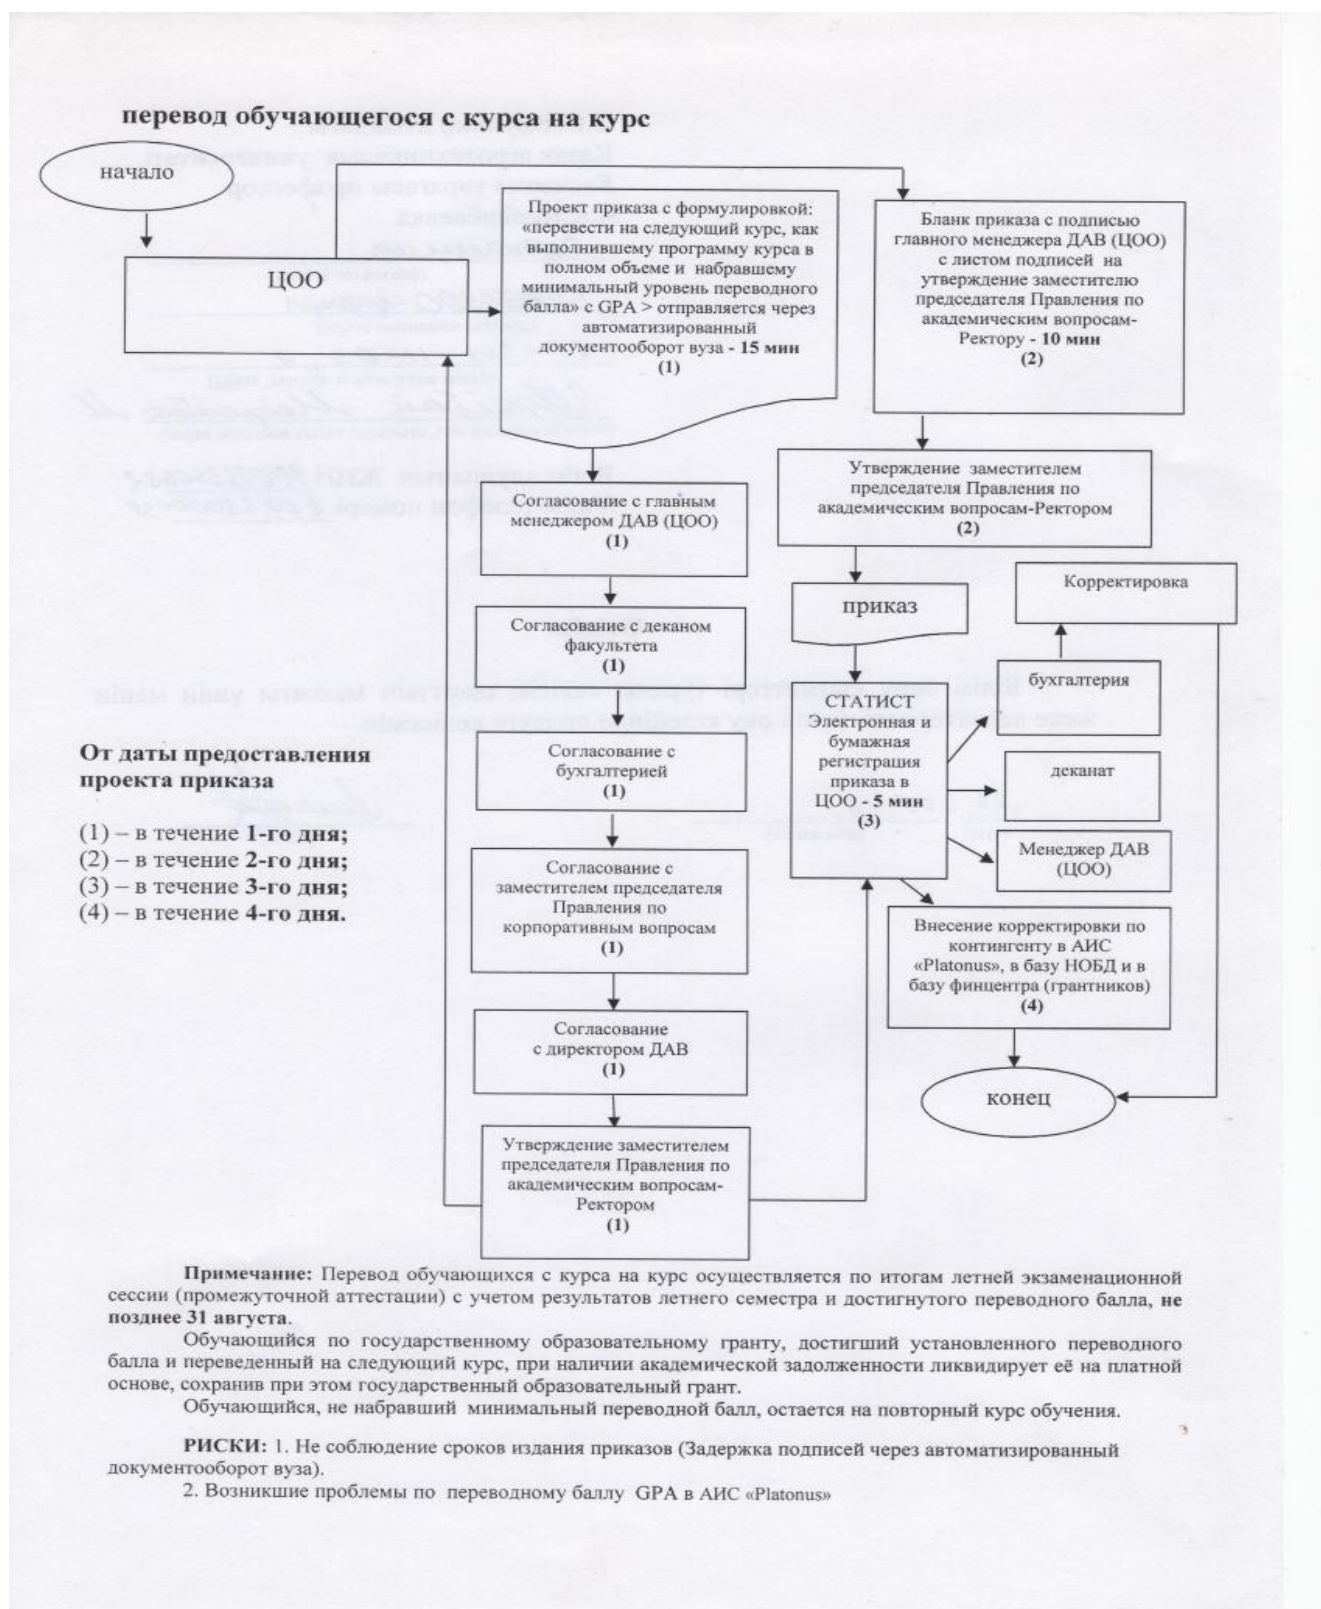 перевод обучающегося с курса на курс
начало
ЦОО
Проект приказа с формулировкой:
«перевести на следующий курс, как
выполнившему программу курса в
полном объеме и набравшему
минимальный уровень переводного
балла» с GPA > отправляется через
автоматизированный
документооборот вуза - 15 мин
(1)
Бланк приказа с подписью
главного менеджера ДАВ (ЦОО)
с листом подписей на
утверждение заместителю
председателя Правления по
академическим вопросам-
Ректору - 10 мин
(2)
Согласование с главным
менеджером ДАВ (ЦОО)
(1)
Утверждение заместителем
председателя Правления по
академическим вопросам-Ректором
(2)
Согласование с деканом
факультета
(1)
приказ
Корректировка
бухгалтерия
СТАТИСТ
Электронная и
бумажная
регистрация
приказа в
ЦОО - 5 мин
(3)
деканат
Менеджер ДАВ
(ЦОО)
Согласование с
бухгалтерией
(1)
От даты предоставления
проекта приказа
(1) – в течение 1-го дня;
(2) – в течение 2-го дня;
(3) – в течение 3-го дня;
(4) – в течение 4-го дня.
Согласование с
заместителем председателя
Правления по
корпоративным вопросам
(1)
Внесение корректировки по
контингенту в АИС
«Platonus», в базу НОБД и в
базу финцентра (грантников)
(4)
Согласование
с директором ДАВ
(1)
конец
Утверждение заместителем
председателя Правления по
академическим вопросам-
Ректором
(1)
Примечание: Перевод обучающихся с курса на курс осуществляется по итогам летней экзаменационной
сессии (промежуточной аттестации) с учетом результатов летнего семестра и достигнутого переводного балла, не
позднее 31 августа.
Обучающийся по государственному образовательному гранту, достигший установленного переводного
балла и переведенный на следующий курс, при наличии академической задолженности ликвидирует её на платной
основе, сохранив при этом государственный образовательный грант.
Обучающийся, не набравший минимальный переводной балл, остается на повторный курс обучения.
РИСКИ: 1. Не соблюдение сроков издания приказов (Задержка подписей через автоматизированный
документооборот вуза).
2. Возникшие проблемы по переводному баллу GPA в АИС «Platonus»